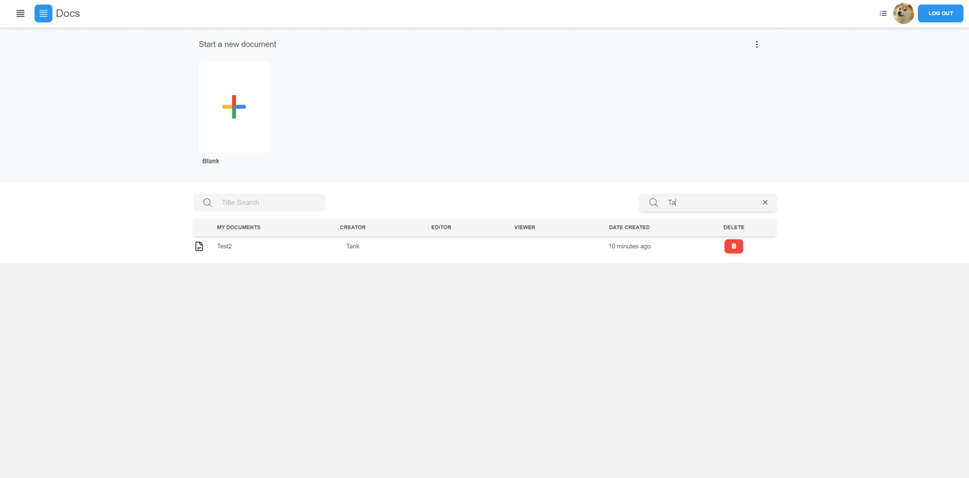 Docs
LOG OUT
Start a new document
Blank
Title Search
Ta
MY DOCUMENTS CREATOR EDITOR VIEWER DATE CREATED DELETE
Test2 Tank 10 minutes ago